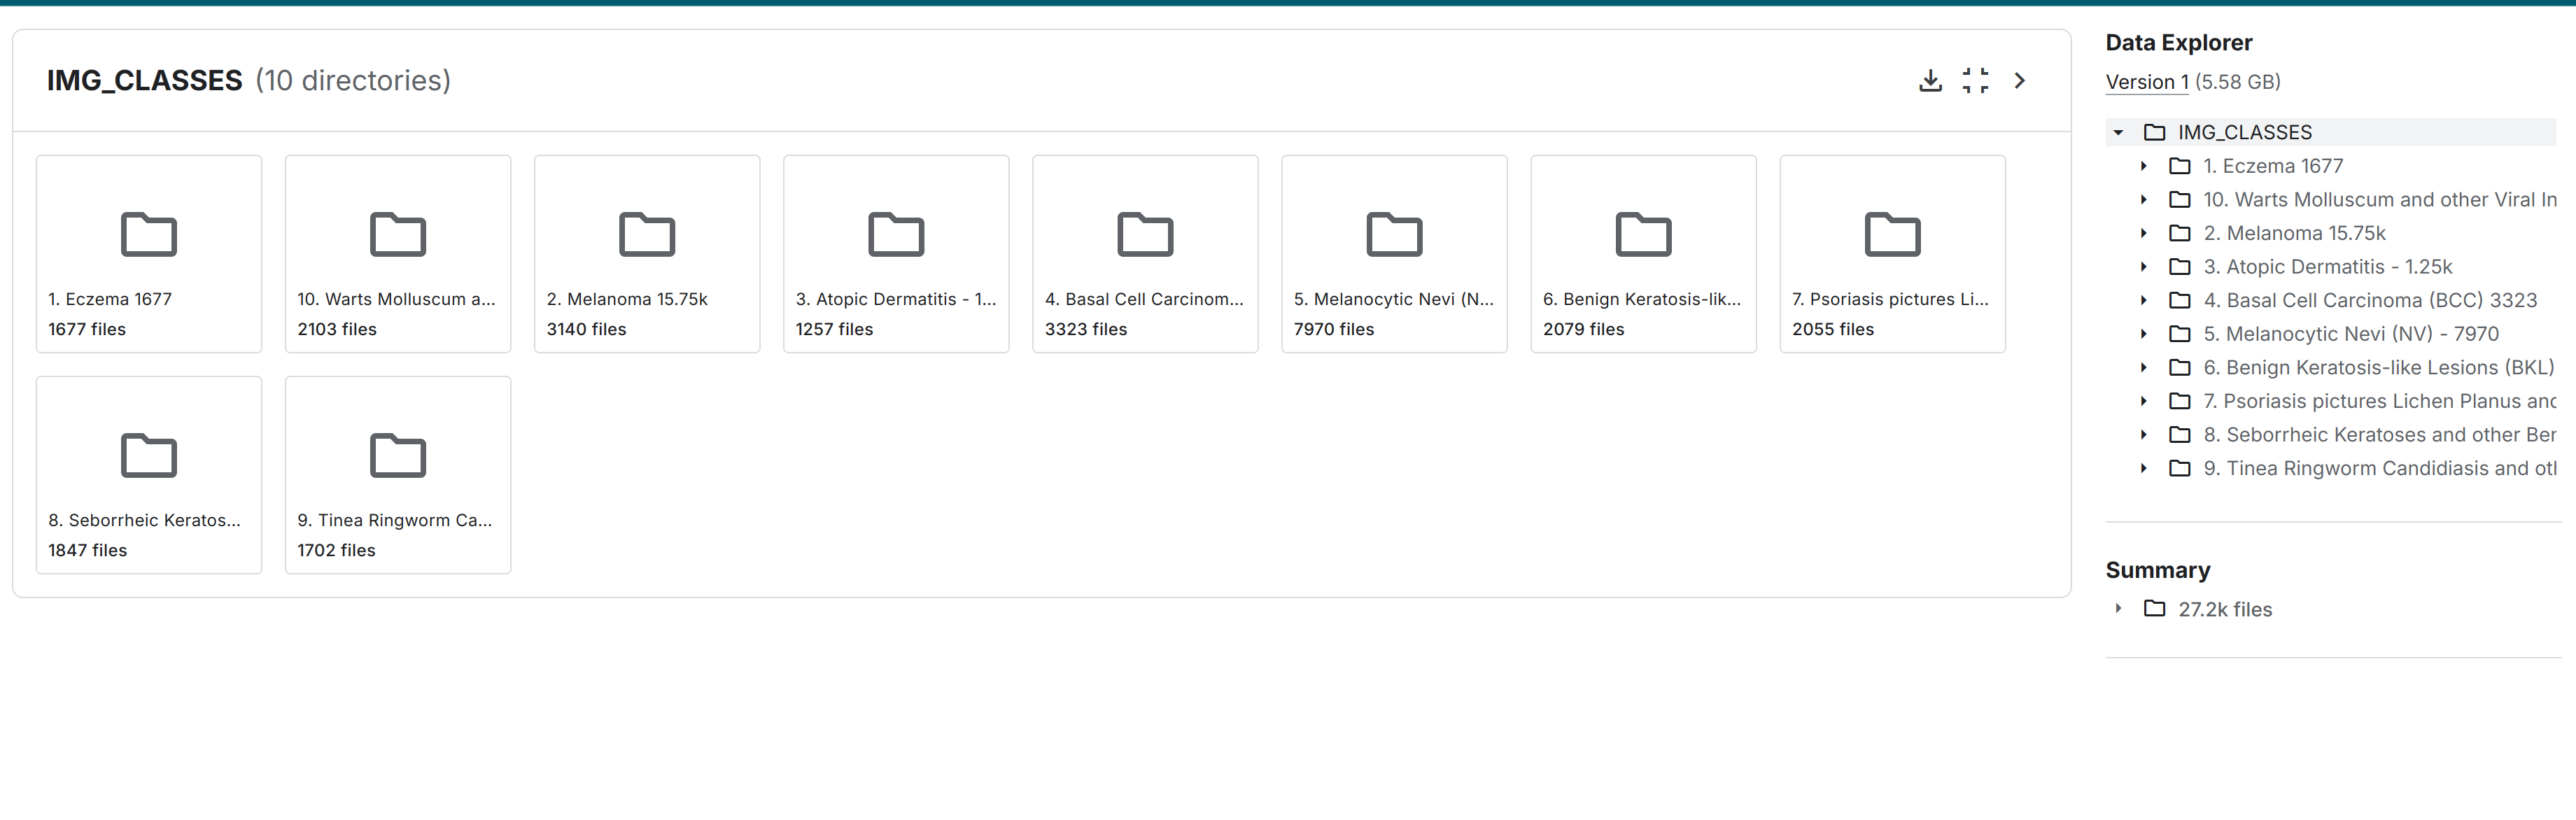 IMG_CLASSES (10 directories)
1. Eczema 1677
1677 files
10. Warts Molluscum a...
2103 files
2. Melanoma 15.75k
3140 files
3. Atopic Dermatitis - 1...
1257 files
4. Basal Cell Carcinom...
3323 files
5. Melanocytic Nevi (N...
7970 files
6. Benign Keratosis-lik...
2079 files
7. Psoriasis pictures Li...
2055 files
8. Seborrheic Keratos...
1847 files
9. Tinea Ringworm Ca...
1702 files
Data Explorer
Version 1 (5.58 GB)
IMG_CLASSES
1. Eczema 1677
10. Warts Molluscum and other Viral In
2. Melanoma 15.75k
3. Atopic Dermatitis - 1.25k
4. Basal Cell Carcinoma (BCC) 3323
5. Melanocytic Nevi (NV) - 7970
6. Benign Keratosis-like Lesions (BKL)
7. Psoriasis pictures Lichen Planus and
8. Seborrheic Keratoses and other Ber
9. Tinea Ringworm Candidiasis and otl
Summary
27.2k files